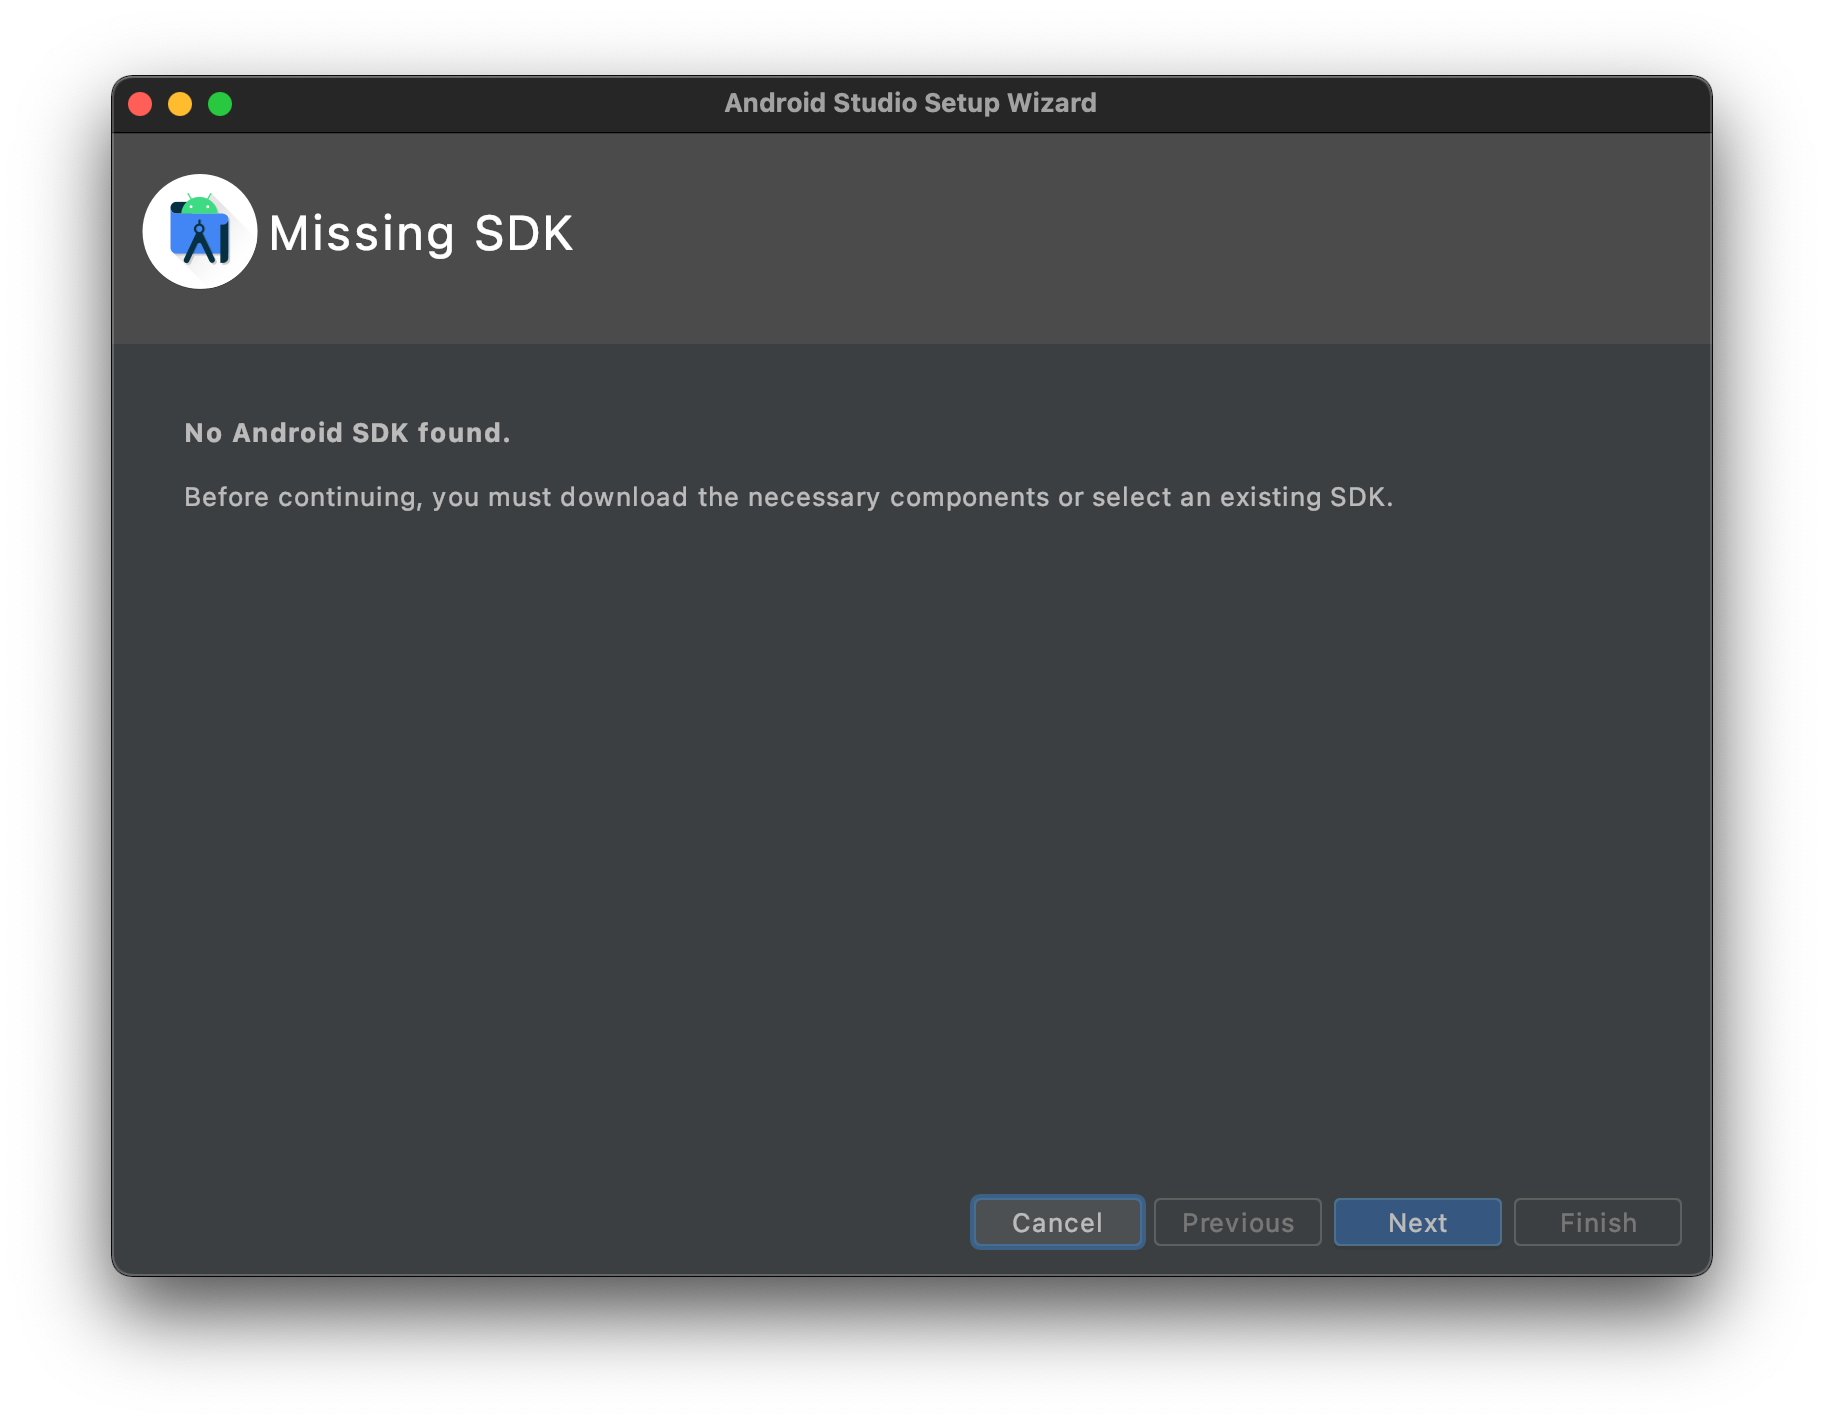 Android Studio Setup Wizard
Missing SDK
No Android SDK found.
Before continuing, you must download the necessary components or select an existing SDK.
Cancel
Previous
Next
Finish